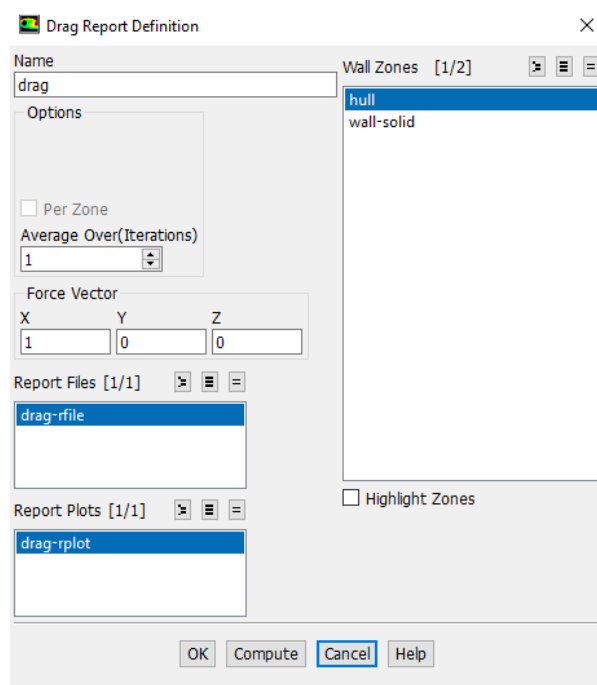 Drag Report Definition
Name
drag
Options
Per Zone
Average Over(Iterations)
1
Force Vector
X Y Z
1 0 0
Report Files [1/1]
drag-rfile
Report Plots [1/1]
drag-rplot
Wall Zones [1/2]
hull
wall-solid
Highlight Zones
OK Compute Cancel Help